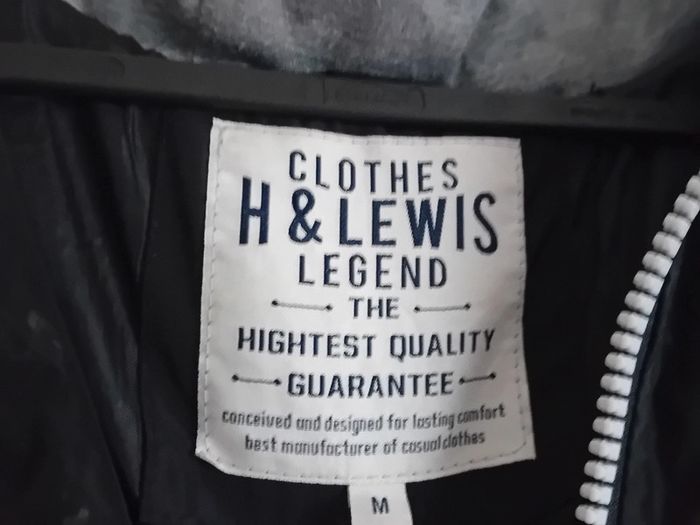 CLOTHES
H & LEWIS
LEGEND
THE
HIGHTEST QUALITY
GUARANTEE
conceived and designed for lasting comfort
best manufacturer of casual clothes
M